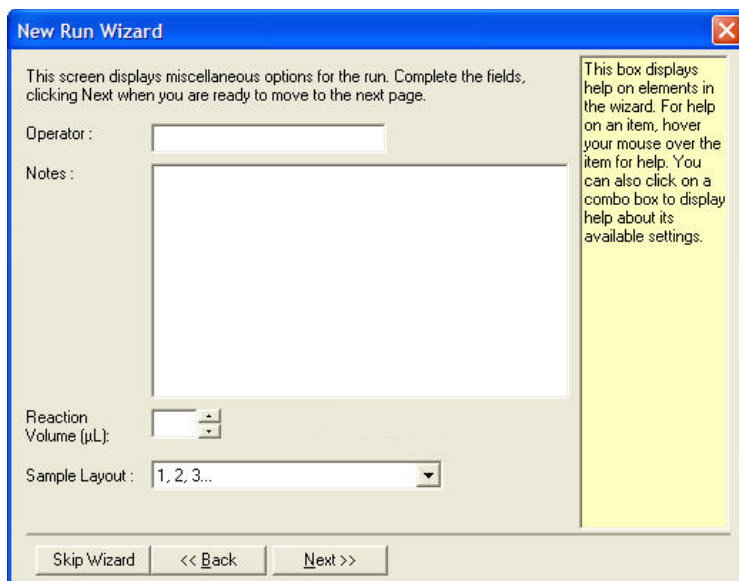 New Run Wizard
This screen displays miscellaneous options for the run. Complete the fields,
clicking Next when you are ready to move to the next page.
Operator :
Notes :
Reaction
Volume (µL):
Sample Layout : 1, 2, 3...
This box displays
help on elements in
the wizard. For help
on an item, hover
your mouse over the
item for help. You
can also click on a
combo box to display
help about its
available settings.
Skip Wizard << Back Next >>